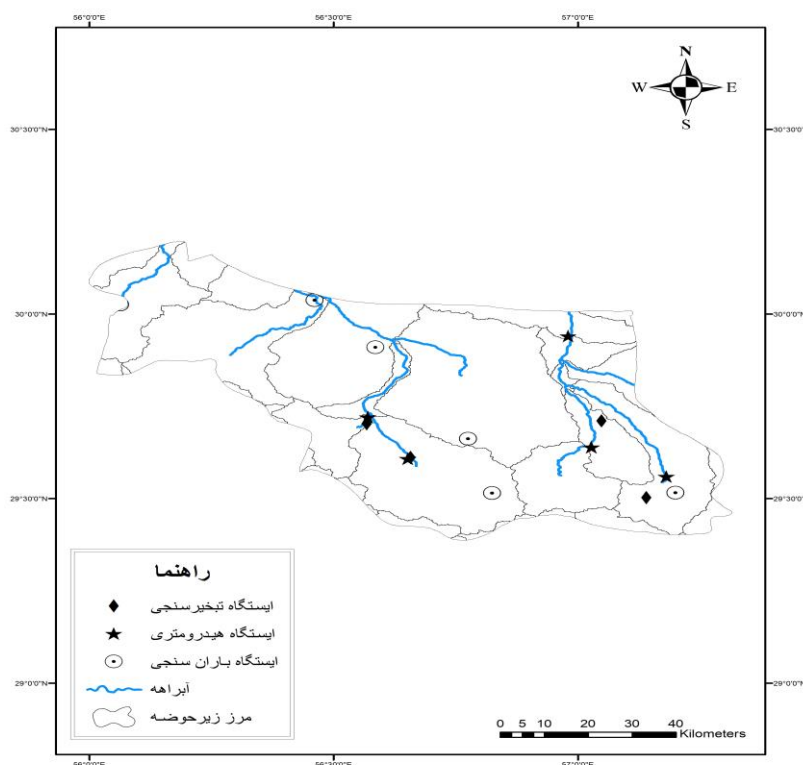 56°0'0"E 56°30'0"E 57°0'0"E
N
W E
S
30°30'0"N 30°30'0"N
30°0'0"N 30°0'0"N
29°30'0"N 29°30'0"N
راهنما
ایستگاه تبخیرسنجی
ایستگاه هیدرومتری
ایستگاه باران سنجی
آبراهه
مرز زیرحوضه
29°0'0"N 29°0'0"N
0 5 10 20 30 40
Kilometers
56°0'0"E 56°30'0"E 57°0'0"E